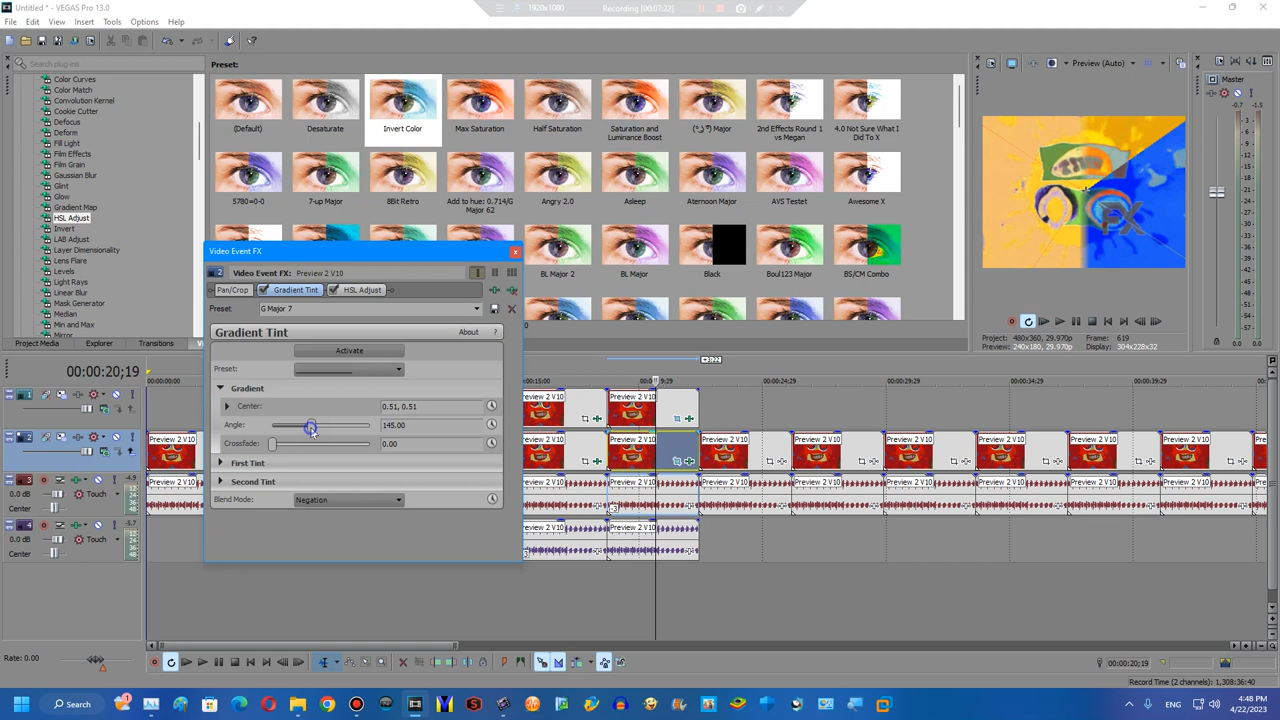 Untitled * - VEGAS Pro 13.0
1920x1080
Recording [00:07:22]
File Edit View Insert Tools Options Help
Search plug-ins
Preset:
Color Curves
Color Match
Convolution Kernel
Cookie Cutter
Defocus
Deform
Fill Light
Film Effects
Film Grain
Gaussian Blur
Glint
Glow
Gradient Map
HSL Adjust
Invert
LAB Adjust
Layer Dimensionality
Lens Flare
Levels
Light Rays
Linear Blur
Mask Generator
Median
Min and Max
Mirror
(Default) Desaturate Invert Color Max Saturation Half Saturation Saturation and Luminance Boost ( ͡° ͜ʖ ͡°) Major 2nd Effects Round 1 vs Megan 4.0 Not Sure What I Did To X
5780=0-0 7-up Major 8Bit Retro Add to hue: 0.714/G Major 62 Angry 2.0 Asleep Aternoon Major AVS Testet Awesome X
BL Major 2 BL Major Black Boul123 Major BS/CM Combo
Preview (Auto)
Master
-0.7 -1.5
FX
Project: 480x360, 29.970p Frame: 619
Preview: 240x180, 29.970p Display: 304x228x32
Project Media Explorer Transitions
Video Event FX
Video Event FX: Preview 2 V10
Pan/Crop Gradient Tint HSL Adjust
Preset: G Major 7
Gradient Tint About ?
Activate
Preset:
Gradient
Center: 0.51, 0.51
Angle: 145.00
Crossfade: 0.00
First Tint
Second Tint
Blend Mode: Negation
00:00:20;19
00:00:00;00 00:00:24;29 00:00:29;29 00:00:34;29
Preview 2 V10
0.0 dB Touch
Center
-4.9
-5.7
Rate: 0.00
00:00:20;19
Record Time (2 channels): 1,308:36:40
Search
4:48 PM
4/22/2023